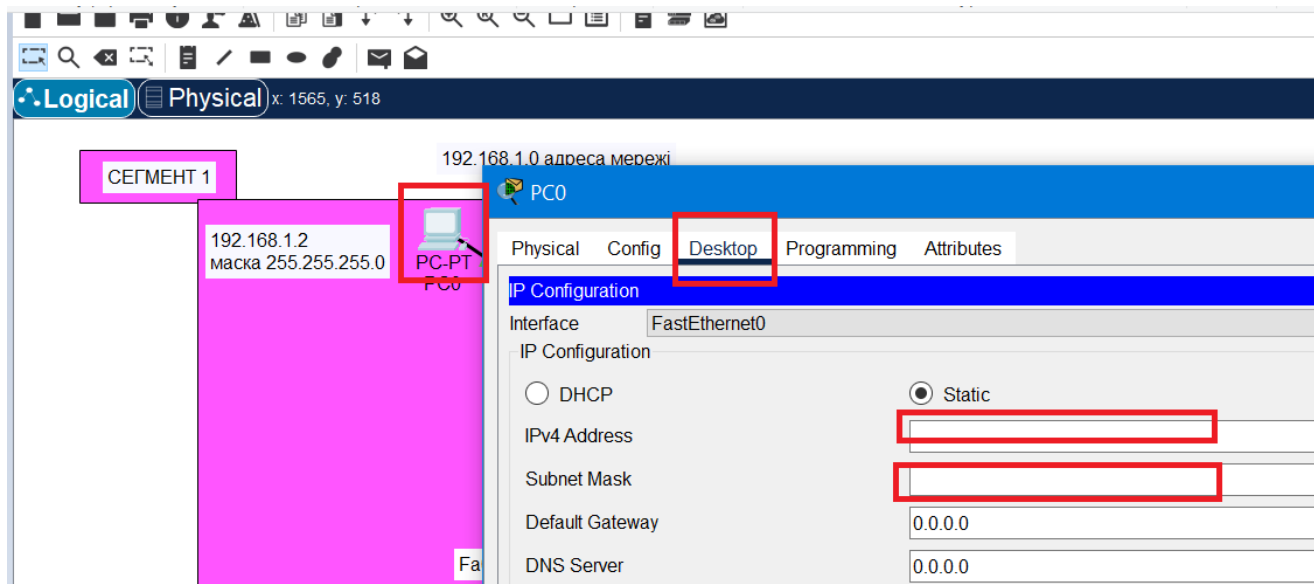 Logical Physical x: 1565, y: 518
192.168.1.0 адреса мережі
СЕГМЕНТ 1
PC0
192.168.1.2
маска 255.255.255.0
PC-PT
PC0
Physical Config Desktop Programming Attributes
IP Configuration
Interface FastEthernet0
IP Configuration
DHCP Static
IPv4 Address
Subnet Mask
Default Gateway 0.0.0.0
DNS Server 0.0.0.0
Fa